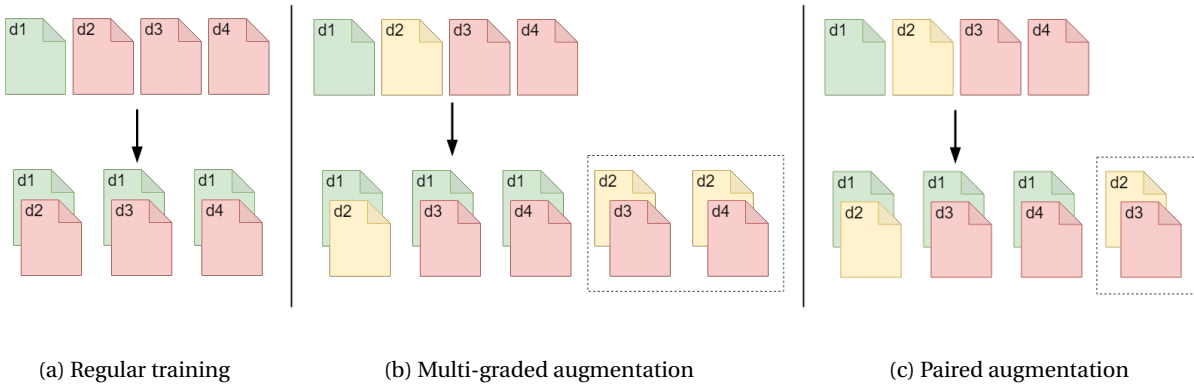 d1 d2 d3 d4
d1 d1 d1
d2 d3 d4
(a) Regular training
d1 d2 d3 d4
d1 d1 d1 d2 d2
d2 d3 d4 d3 d4
(b) Multi-graded augmentation
d1 d2 d3 d4
d1 d1 d1 d2
d2 d3 d4 d3
(c) Paired augmentation